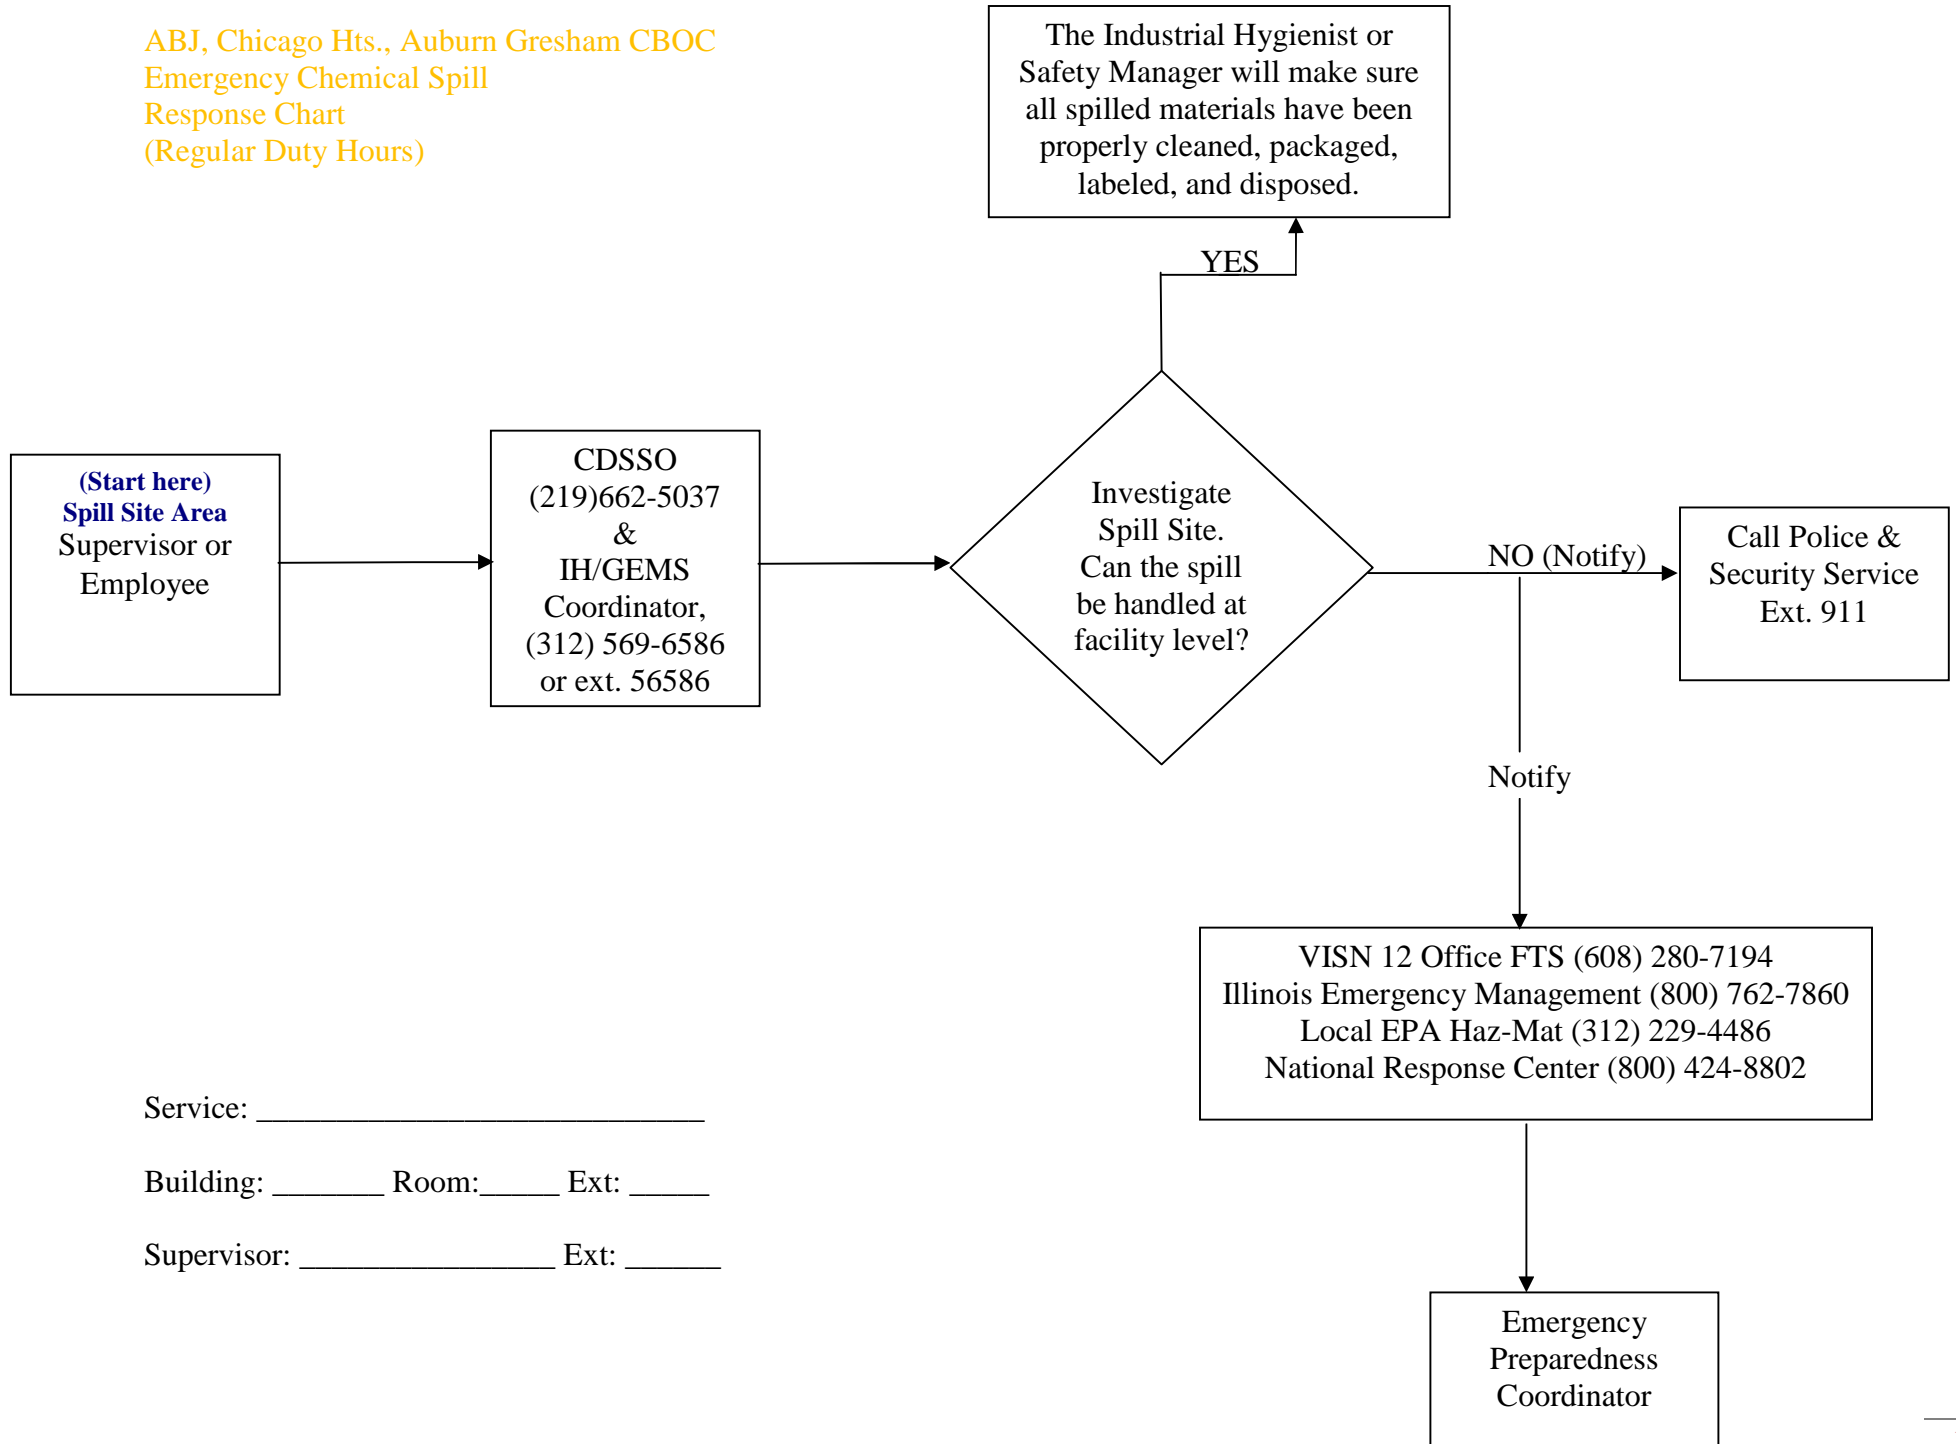 ABJ, Chicago Hts., Auburn Gresham CBOC
Emergency Chemical Spill
Response Chart
(Regular Duty Hours)
The Industrial Hygienist or
Safety Manager will make sure
all spilled materials have been
properly cleaned, packaged,
labeled, and disposed.
YES
(Start here)
Spill Site Area
Supervisor or
Employee
CDSSO
(219)662-5037
&
IH/GEMS
Coordinator,
(312) 569-6586
or ext. 56586
Investigate
Spill Site.
Can the spill
be handled at
facility level?
NO (Notify)
Call Police &
Security Service
Ext. 911
Notify
VISN 12 Office FTS (608) 280-7194
Illinois Emergency Management (800) 762-7860
Local EPA Haz-Mat (312) 229-4486
National Response Center (800) 424-8802
Service: ____________________________
Building: _______ Room:_____ Ext: _____
Supervisor: ________________ Ext: ______
Emergency
Preparedness
Coordinator